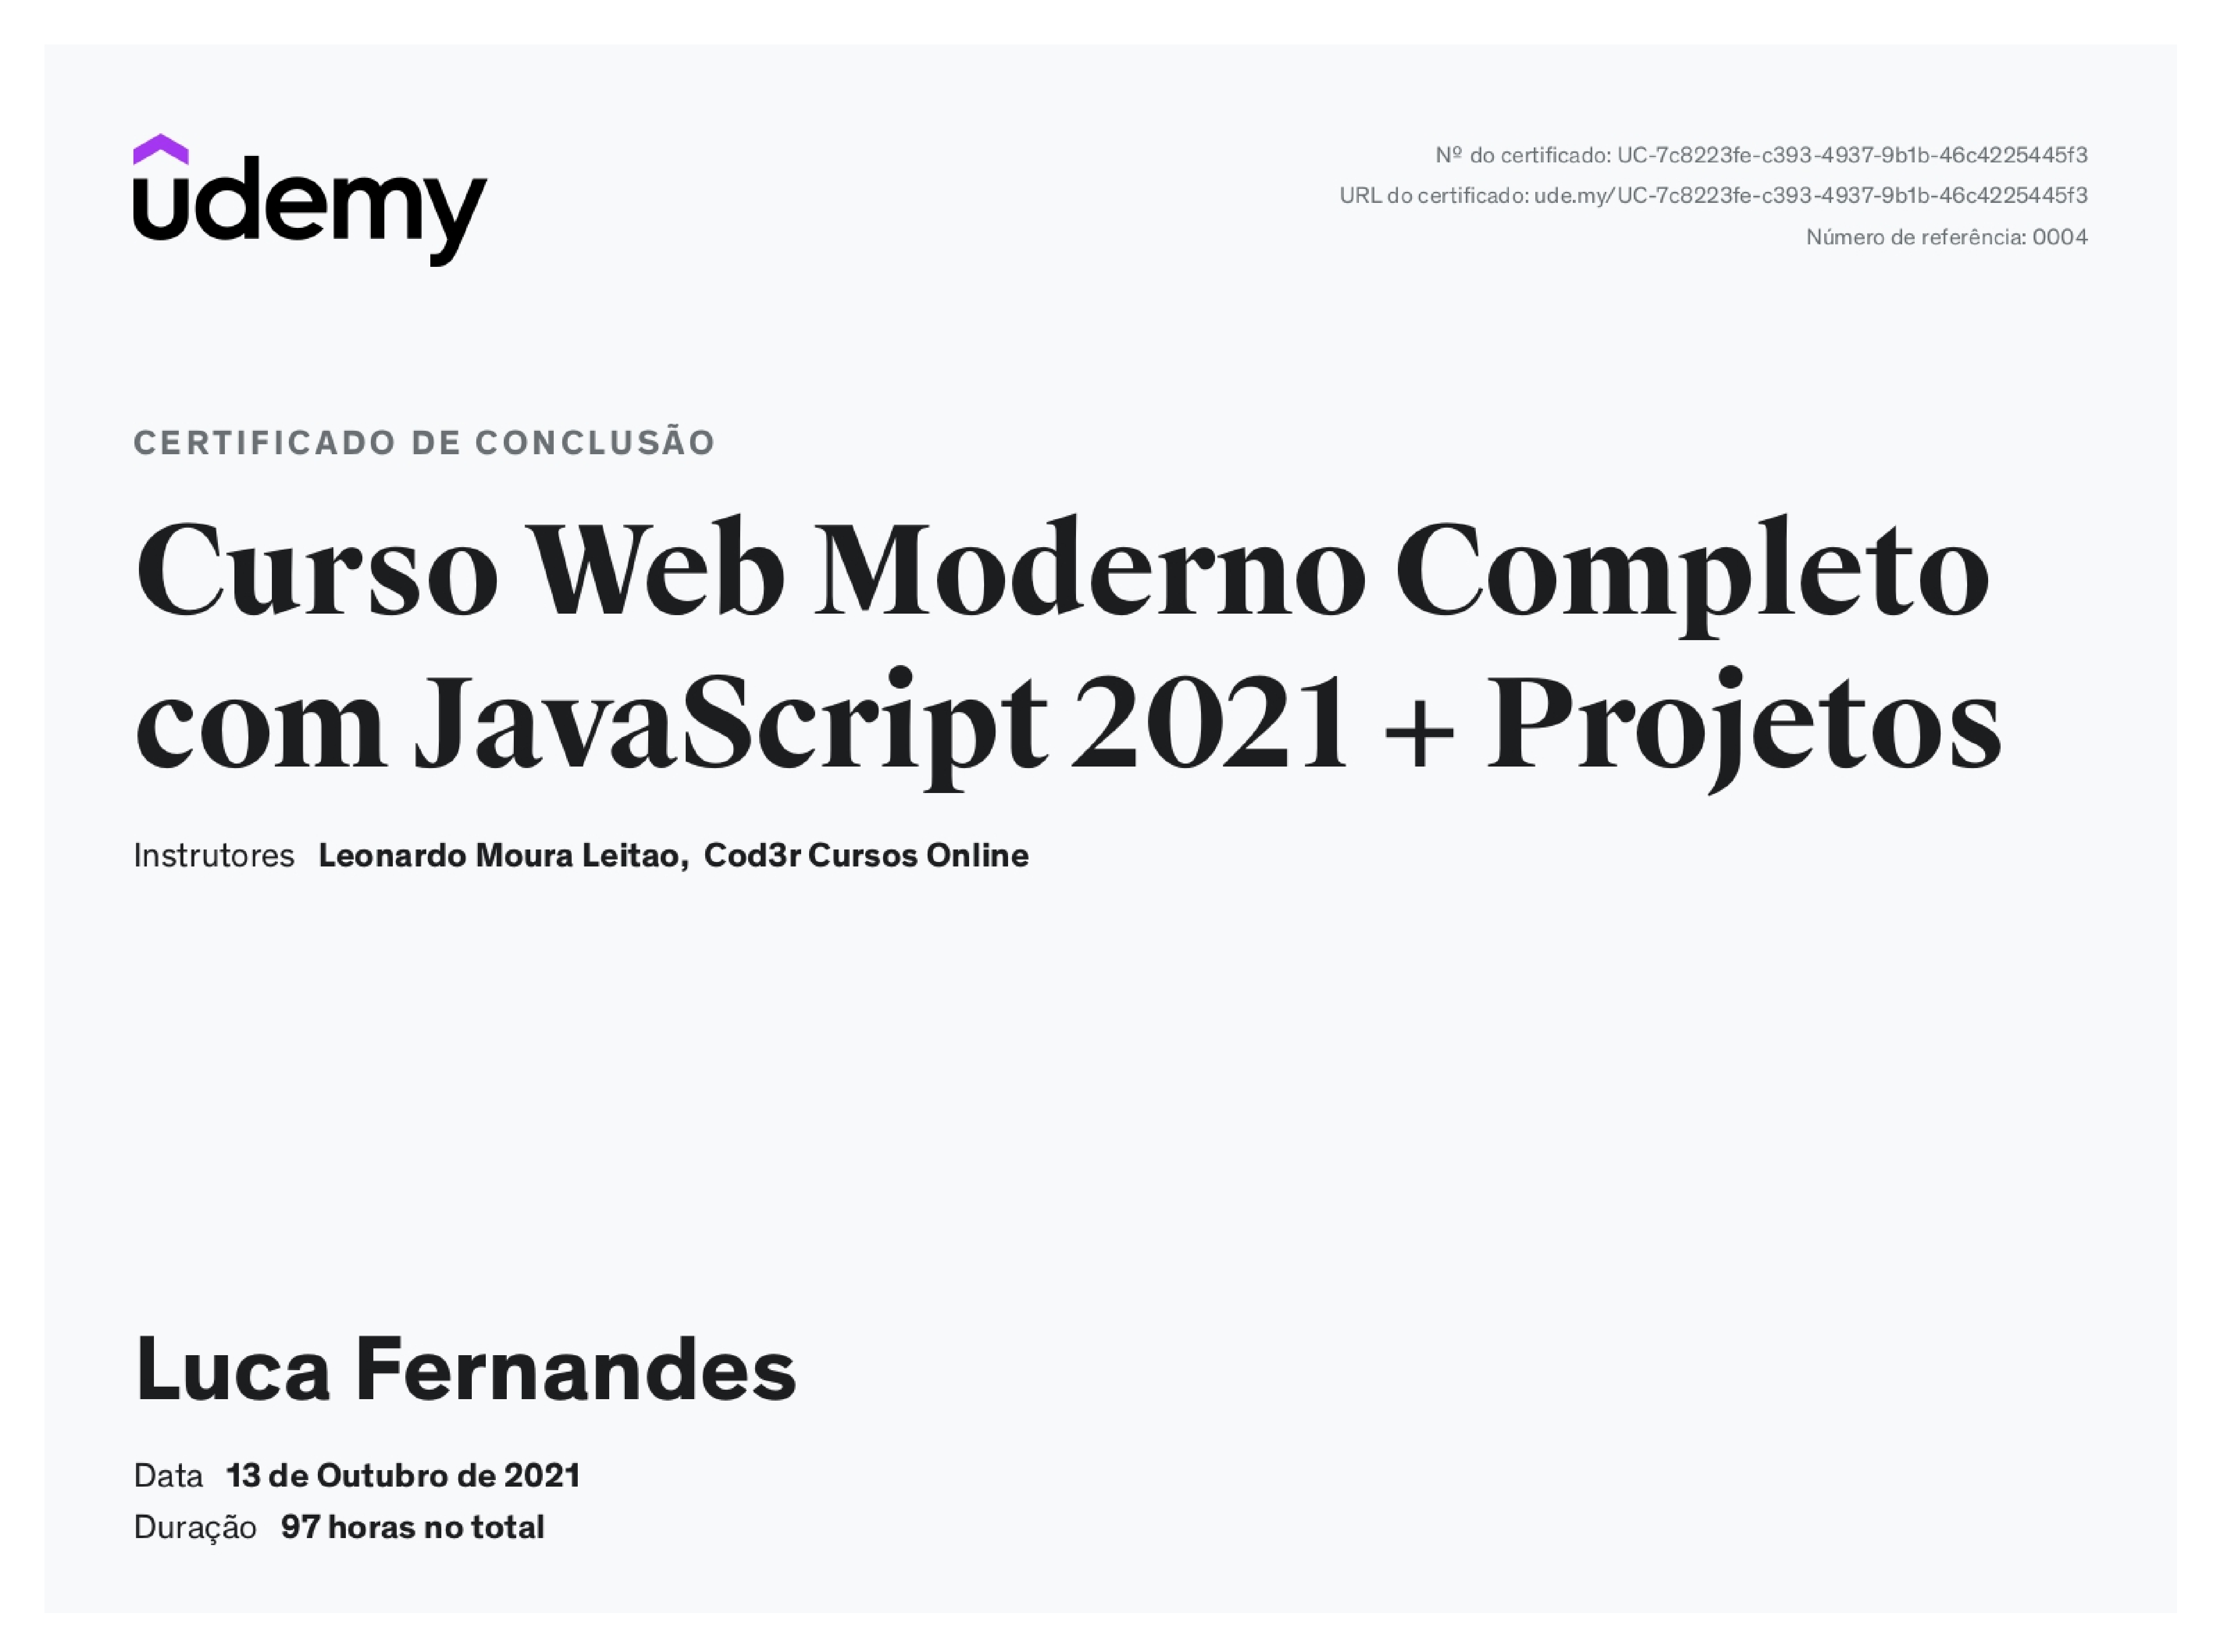 udemy
Nº do certificado: UC-7c8223fe-c393-4937-9b1b-46c4225445f3
URL do certificado: ude.my/UC-7c8223fe-c393-4937-9b1b-46c4225445f3
Número de referência: 0004
CERTIFICADO DE CONCLUSÃO
Curso Web Moderno Completo
com JavaScript 2021 + Projetos
Instrutores Leonardo Moura Leitao, Cod3r Cursos Online
Luca Fernandes
Data 13 de Outubro de 2021
Duração 97 horas no total